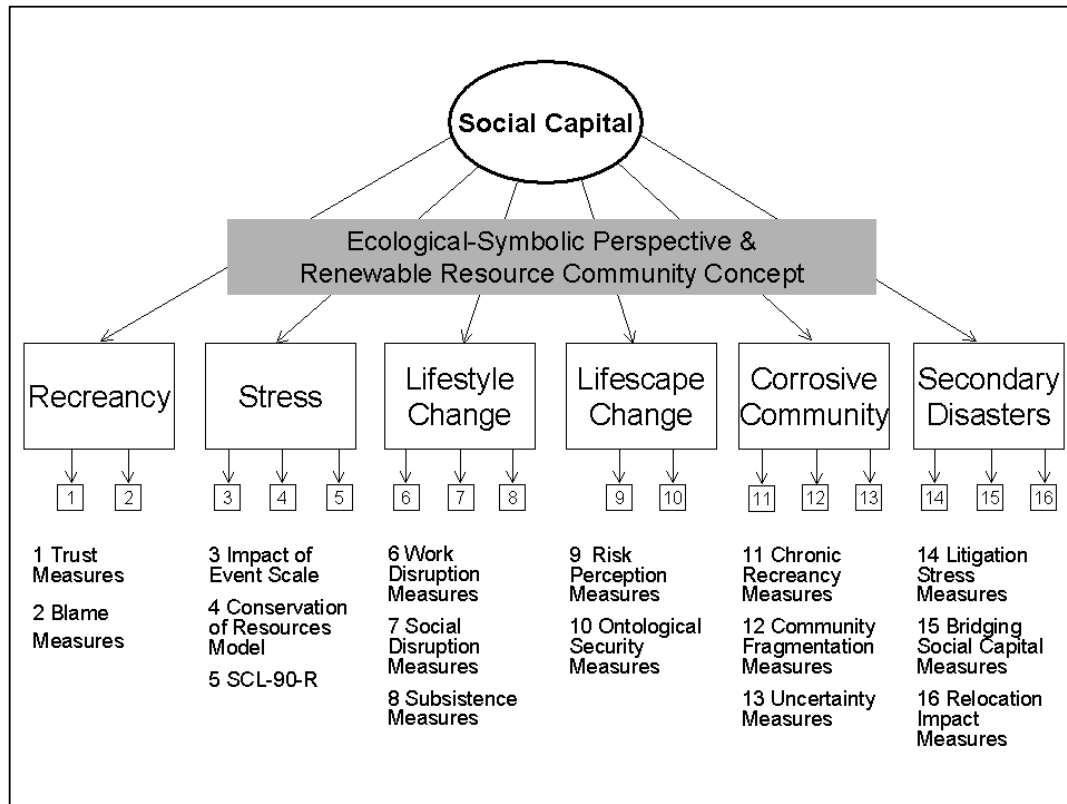 Social Capital
Ecological-Symbolic Perspective &
Renewable Resource Community Concept
Recreancy
Stress
Lifestyle
Change
Lifescape
Change
Corrosive
Community
Secondary
Disasters
1
2
3
4
5
6
7
8
9
10
11
12
13
14
15
16
1 Trust
Measures
2 Blame
Measures
3 Impact of
Event Scale
4 Conservation
of Resources
Model
5 SCL-90-R
6 Work
Disruption
Measures
7 Social
Disruption
Measures
8 Subsistence
Measures
9 Risk
Perception
Measures
10 Ontological
Security
Measures
11 Chronic
Recreancy
Measures
12 Community
Fragmentation
Measures
13 Uncertainty
Measures
14 Litigation
Stress
Measures
15 Bridging
Social Capital
Measures
16 Relocation
Impact
Measures